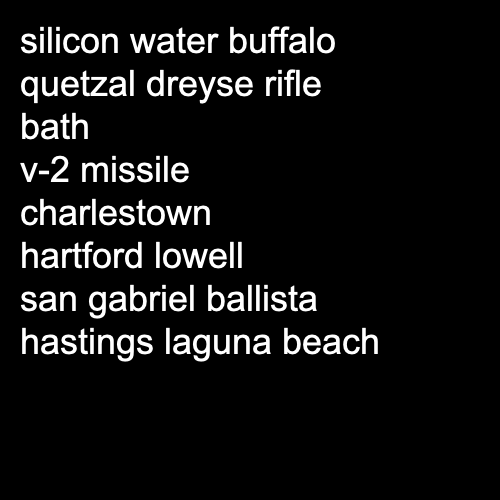 silicon water buffalo
quetzal dreyse rifle
bath
v-2 missile
charlestown
hartford lowell
san gabriel ballista
hastings laguna beach